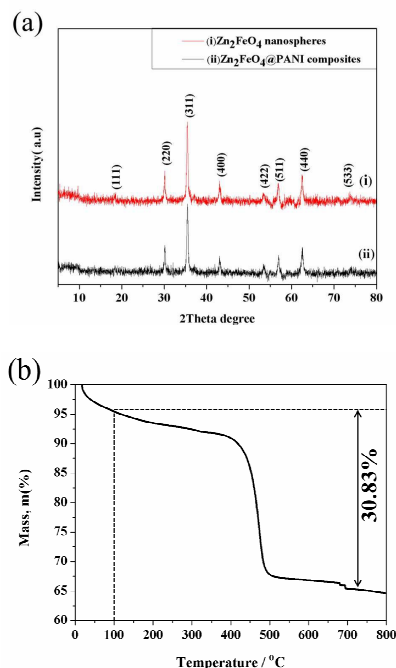 (a)
(i)Zn₂FeO₄ nanospheres
(ii)Zn₂FeO₄@PANI composites
Intensity( a.u)
(111)
(220)
(311)
(400)
(422)
(511)
(440)
(533)
(i)
(ii)
10 20 30 40 50 60 70 80
2Theta degree
(b)
100
95
90
85
80
75
70
65
60
Mass, m(%)
30.83%
0 100 200 300 400 500 600 700 800
Temperature / °C